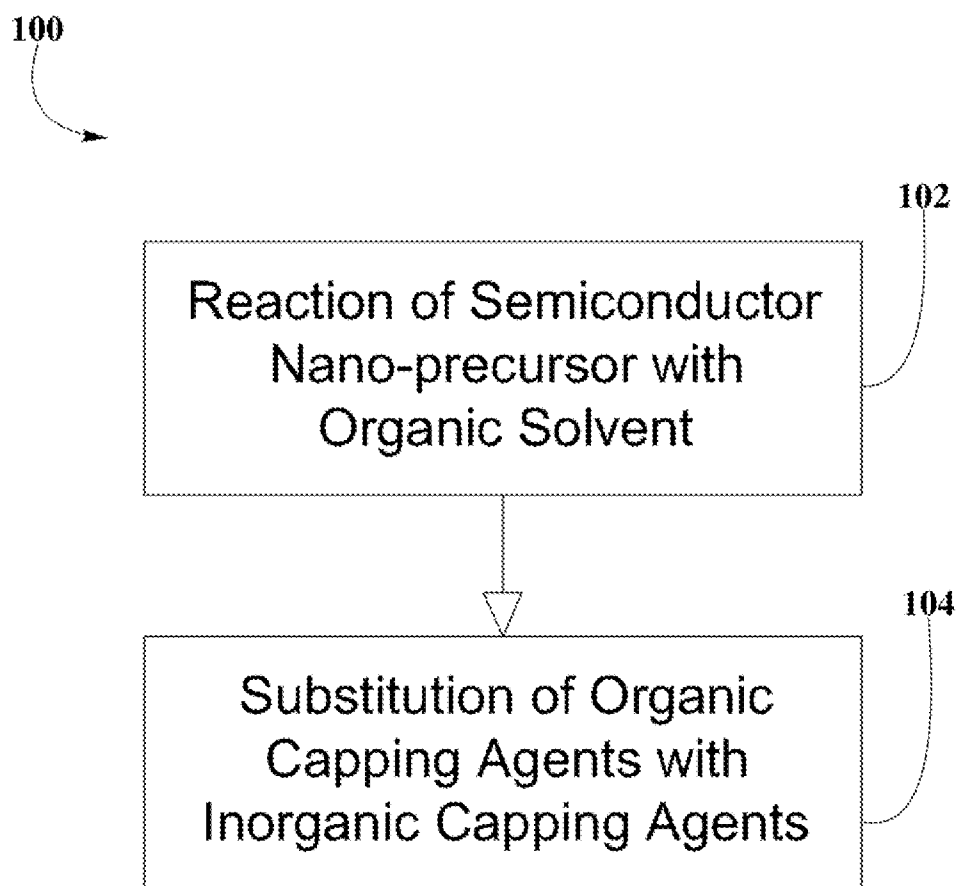 100
102
Reaction of Semiconductor
Nano-precursor with
Organic Solvent
104
Substitution of Organic
Capping Agents with
Inorganic Capping Agents